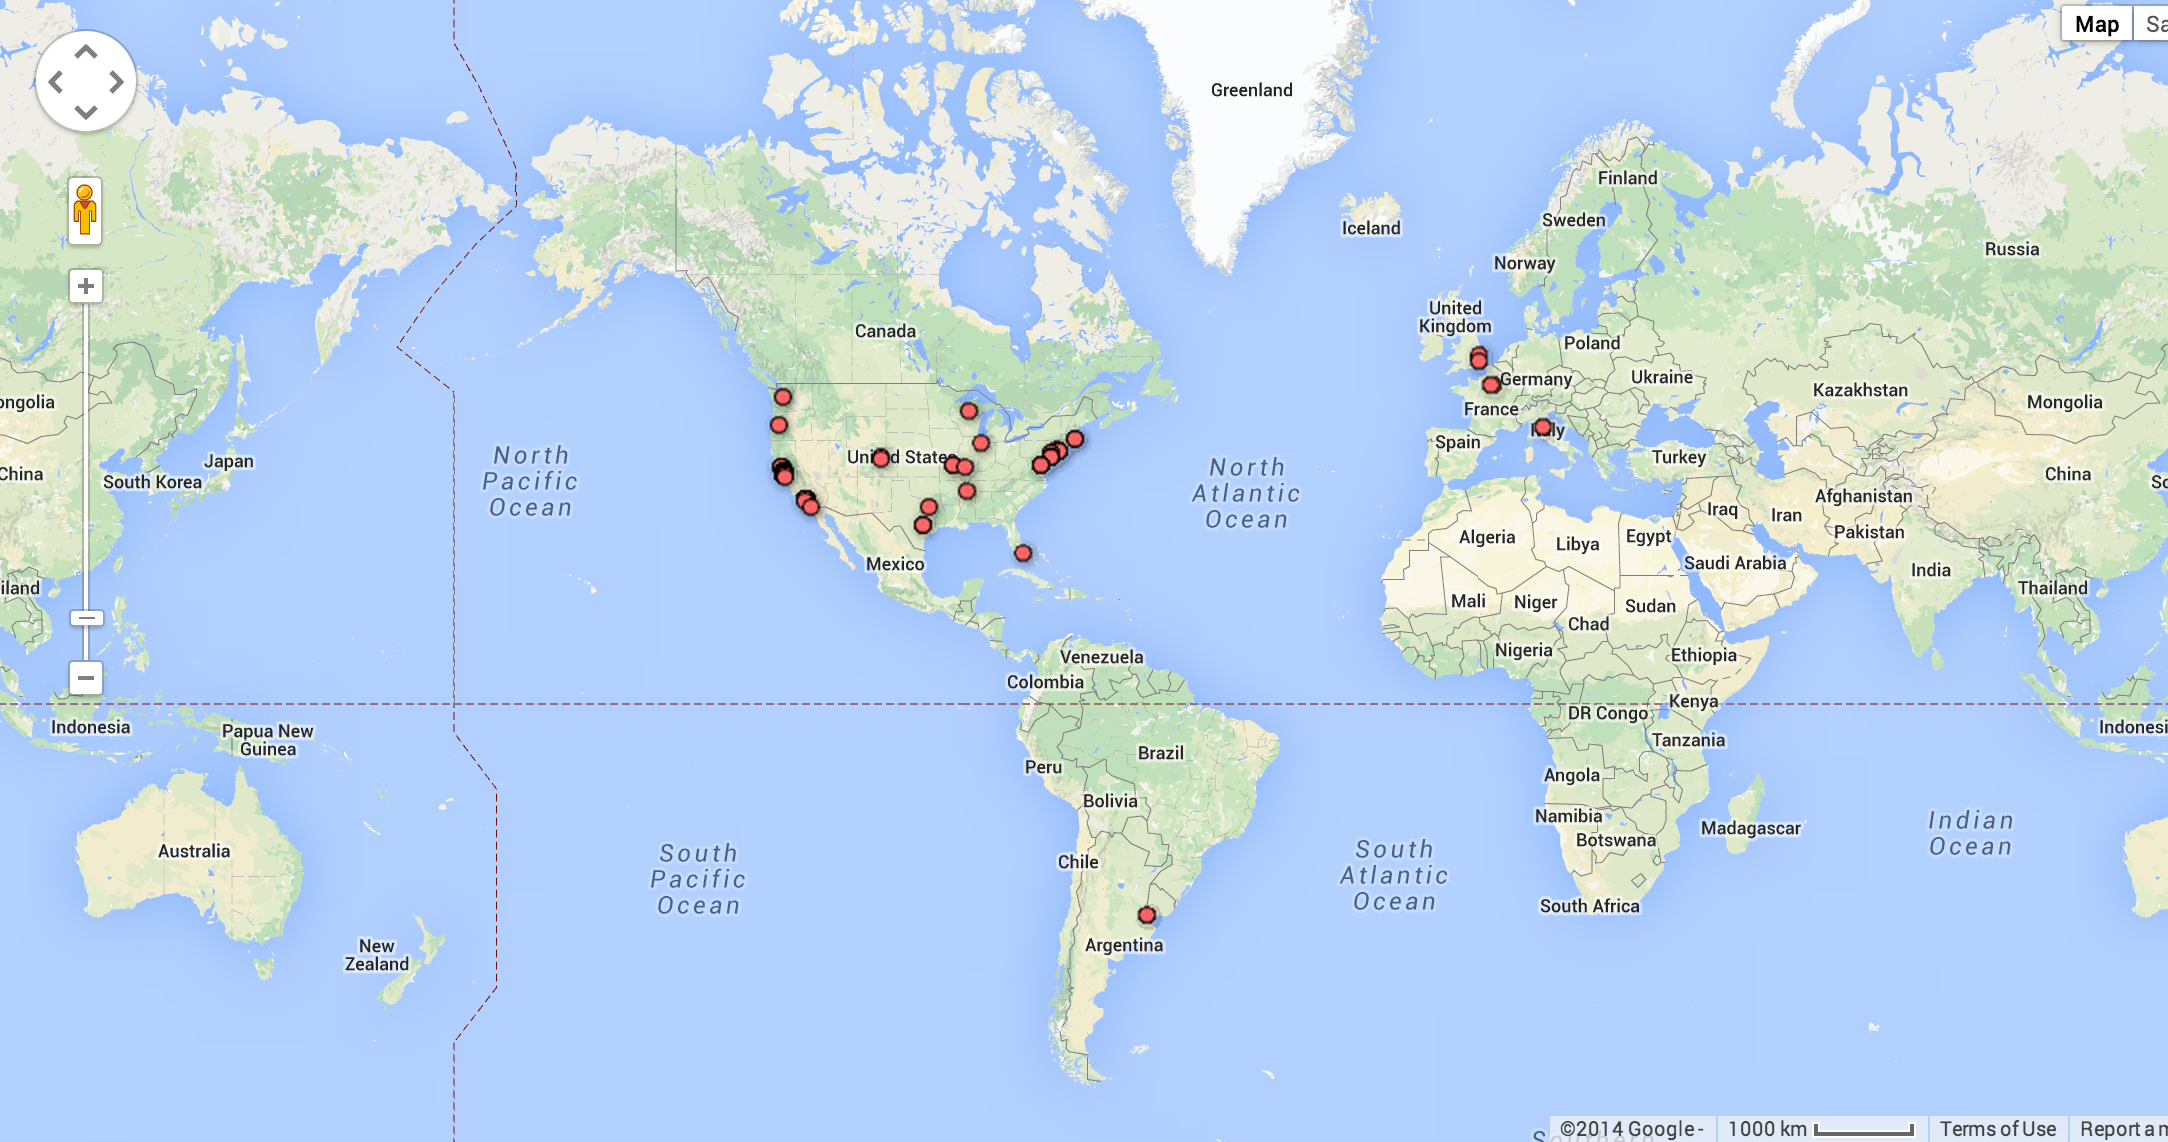 Map Sa
Greenland
Finland
Sweden
Iceland
Russia
Norway
United
Kingdom
Canada
Poland
Germany
Ukraine
Kazakhstan
ongolia
Mongolia
France
Italy
Spain
North
Pacific
Ocean
United States
Turkey
Japan
China
South Korea
North
Atlantic
Ocean
China
Afghanistan
Iraq
Iran
Pakistan
Algeria
Libya
Egypt
Saudi Arabia
India
Mexico
iland
Thailand
Mali
Niger
Sudan
Chad
Nigeria
Ethiopia
Venezuela
Colombia
Kenya
DR Congo
Indonesia
Papua New
Guinea
Indonesi
Tanzania
Brazil
Peru
Angola
Bolivia
Namibia
Botswana
Madagascar
Indian
Ocean
Australia
South
Pacific
Ocean
Chile
South
Atlantic
Ocean
South Africa
New
Zealand
Argentina
©2014 Google - 1000 km Terms of Use Report a m